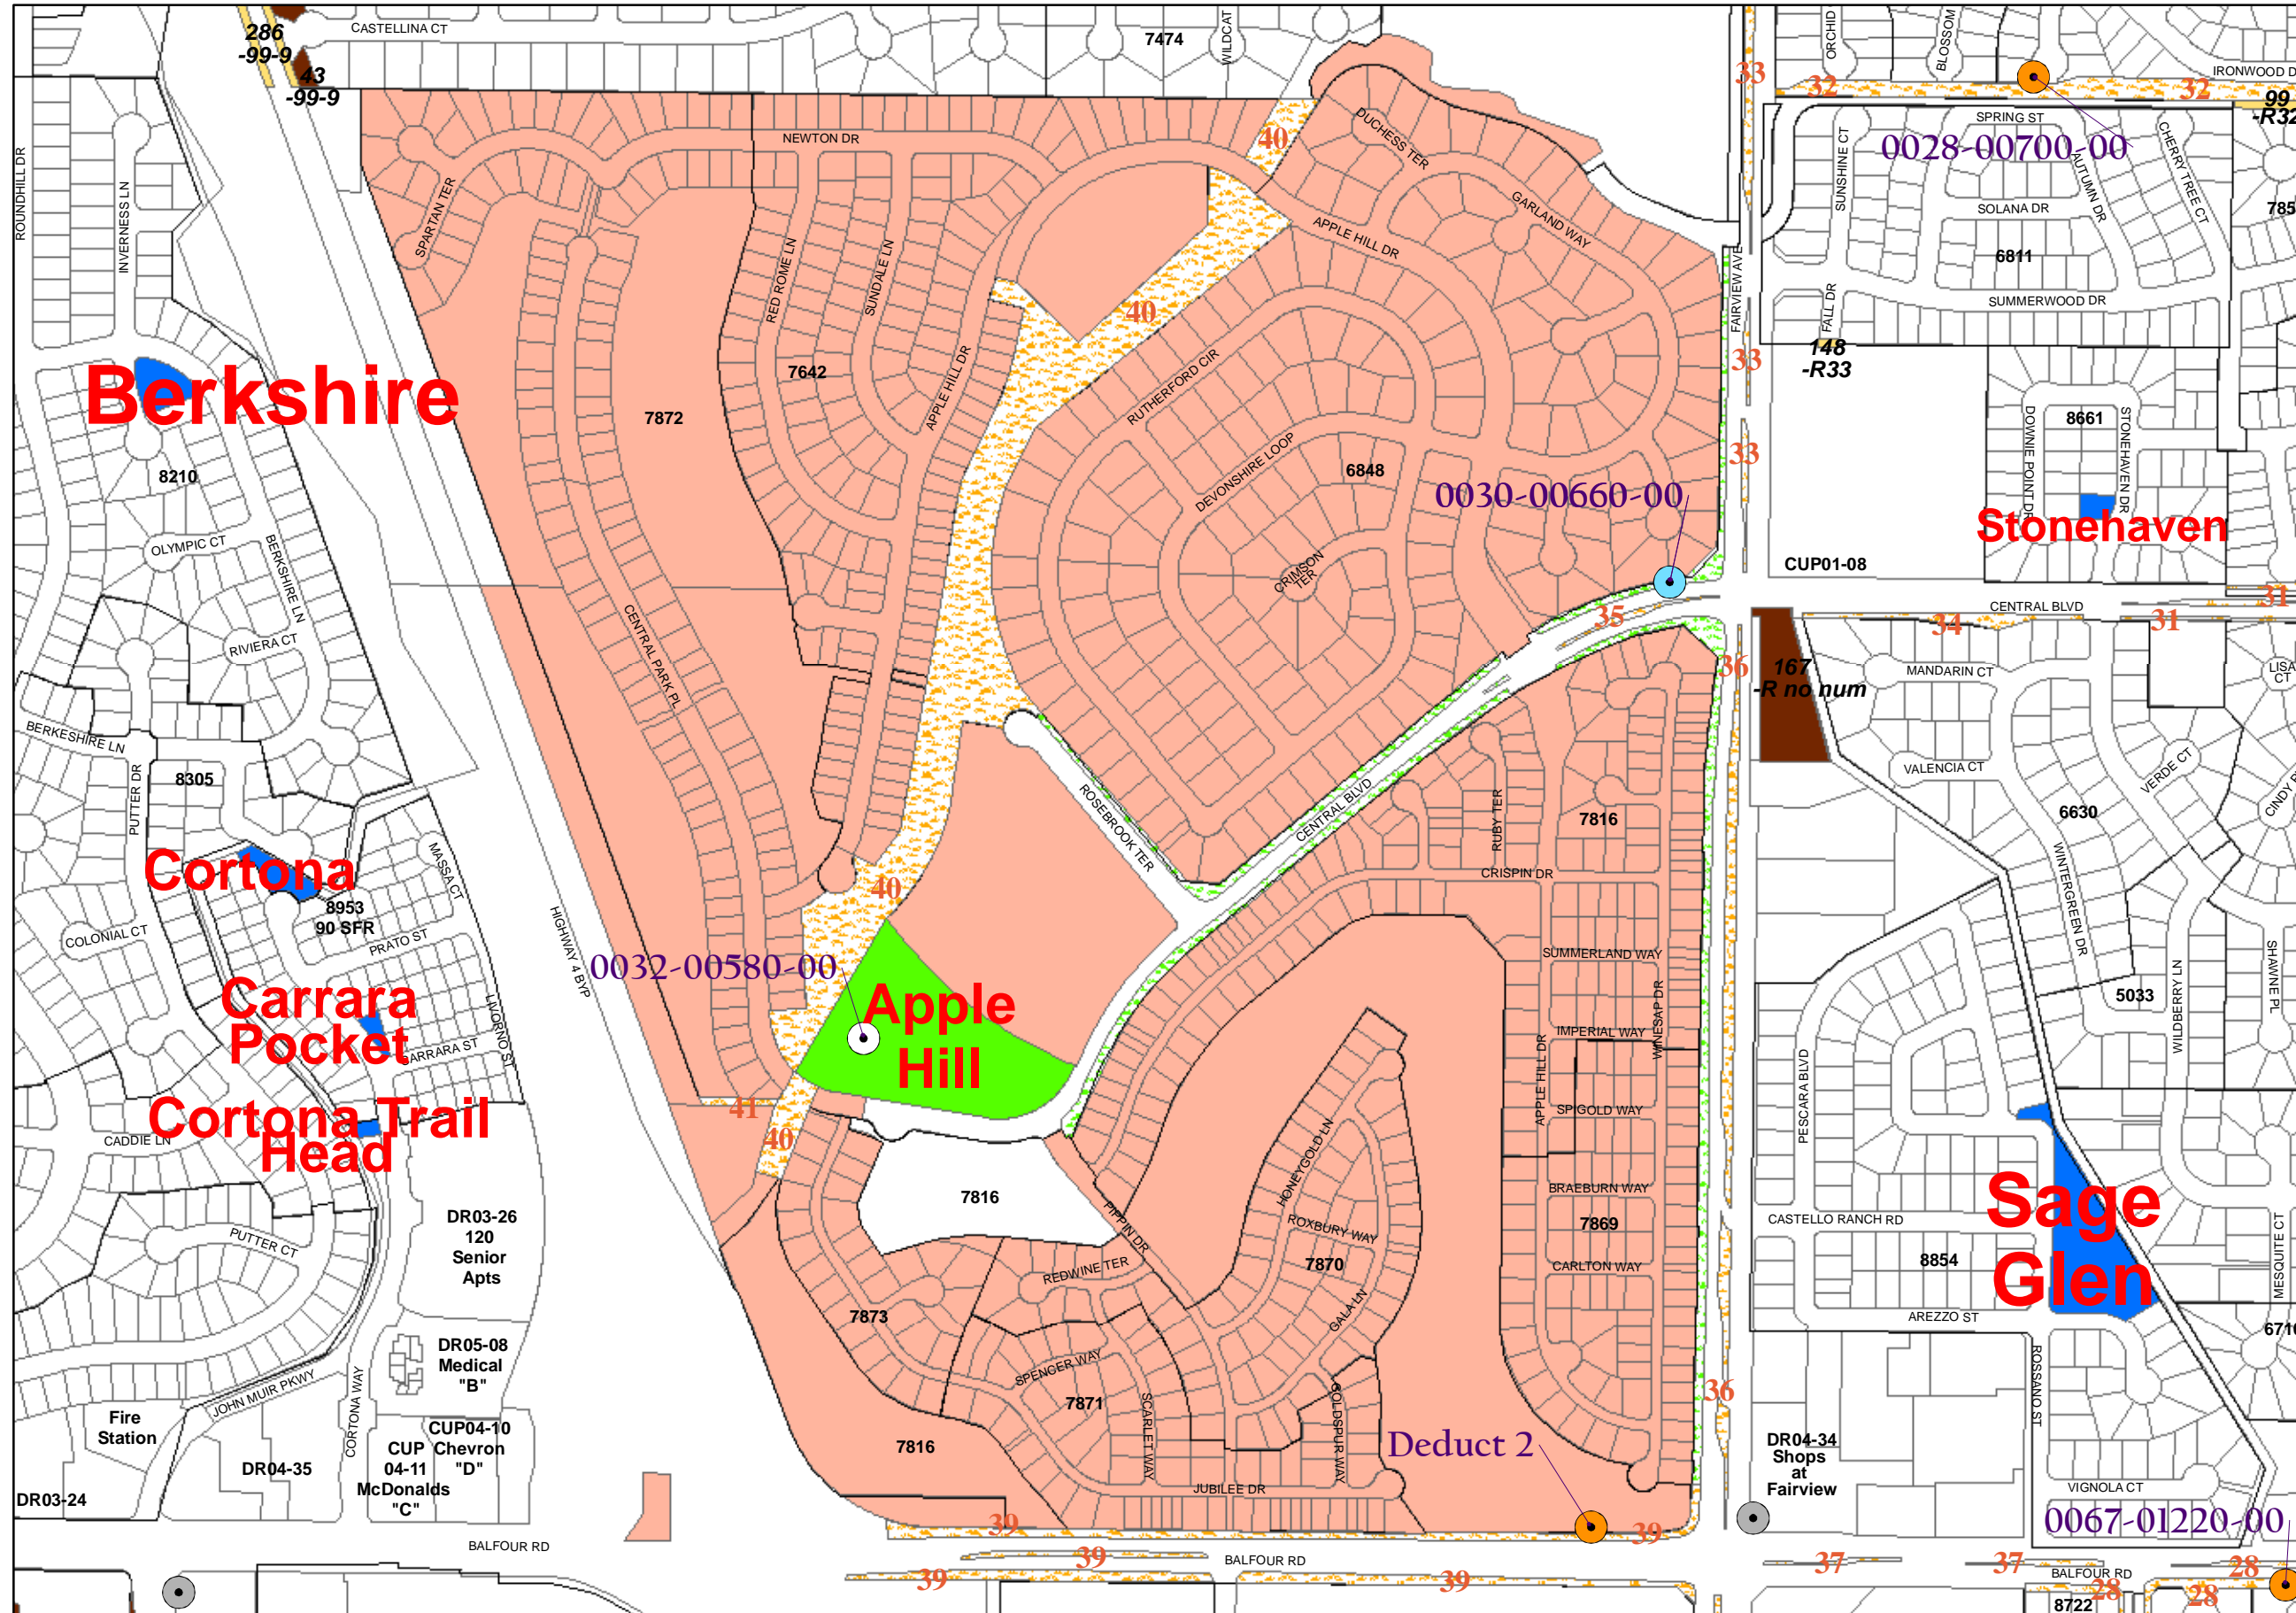 286
-99-9
CASTELLINA CT
7474
WILDCAT
ORCHID
BLOSSOM
IRONWOOD D
43
-99-9
33
32
32
99
-R32
SPRING ST
0028-00700-00
SUNSHINE CT
AUTUMN DR
CHERRY TREE CT
ROUNDHILL DR
INVERNESS LN
SPARTAN TER
NEWTON DR
40
DUCHESS TER
GARLAND WAY
APPLE HILL DR
SOLANA DR
785
6811
RED ROME LN
SUNDALE LN
FAIRVIEW AVE
FALL DR
SUMMERWOOD DR
40
148
-R33
33
Berkshire
7642
7872
APPLE HILL DR
RUTHERFORD CIR
8661
DOWNIE POINT DR
STONEHAVEN DR
33
8210
DEVONSHIRE LOOP
6848
0030-00660-00
Stonehaven
OLYMPIC CT
BERKSHIRE LN
CRIMSON
TER
CUP01-08
35
CENTRAL BLVD
34
31
31
RIVIERA CT
CENTRAL PARK PL
36
167
-R no num
MANDARIN CT
LISA
CT
BERKESHIRE LN
PUTTER DR
8305
ROSEBROOK TER
CENTRAL BLVD
RUBY TER
7816
VALENCIA CT
VERDE CT
CINDY P
6630
Cortona
MASSA CT
8953
90 SFR
40
CRISPIN DR
WINTERGREEN DR
COLONIAL CT
PRATO ST
HIGHWAY 4 BYP
0032-00580-00
SUMMERLAND WAY
Carrara
Pocket
CARRARA ST
LIVORNO ST
Apple
Hill
WINESAP DR
IMPERIAL WAY
5033
WILDBERRY LN
SHAWNE PL
APPLE HILL DR
PESCARA BLVD
41
40
SPIGOLD WAY
Cortona Trail
Head
CADDIE LN
HONEYGOLD LN
7816
BRAEBURN WAY
PIPPIN DR
ROXBURY WAY
7869
CASTELLO RANCH RD
Sage
Glen
MESQUITE CT
PUTTER CT
DR03-26
120
Senior
Apts
REDWINE TER
7870
CARLTON WAY
8854
7873
GALA LN
AREZZO ST
671
DR05-08
Medical
"B"
SPENCER WAY
7871
SCARLET WAY
GOLDSPUR WAY
36
ROSSANO ST
JOHN MUIR PKWY
CORTONA WAY
Fire
Station
CUP04-10
Chevron
"D"
CUP
04-11
McDonalds
"C"
7816
Deduct 2
DR04-34
Shops
at
Fairview
DR04-35
DR03-24
JUBILEE DR
VIGNOLA CT
0067-01220-00
39
39
BALFOUR RD
39
BALFOUR RD
37
37
BALFOUR RD
28
39
39
28
28
8722